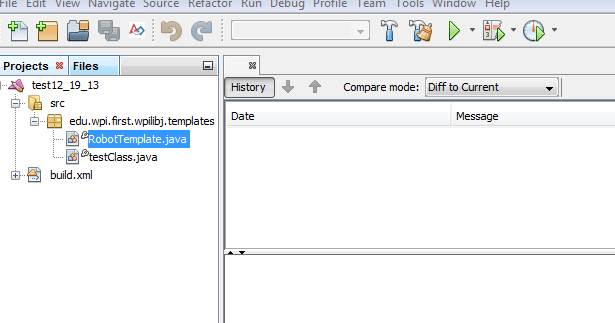 File Edit View Navigate Source Refactor Run Debug Profile Team Tools Window Help
Projects Files
test12_19_13
src
edu.wpi.first.wpilibj.templates
RobotTemplate.java
testClass.java
build.xml
History Compare mode: Diff to Current
Date Message